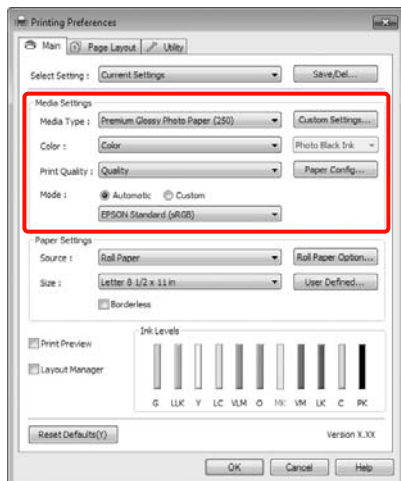 Printing Preferences
Main Page Layout Utility
Select Setting : Current Settings Save/Del...
Media Settings
Media Type : Premium Glossy Photo Paper (250) Custom Settings...
Color : Color Photo Black Ink
Print Quality : Quality Paper Config...
Mode : Automatic Custom
EPSON Standard (sRGB)
Paper Settings
Source : Roll Paper Roll Paper Option...
Size : Letter 8 1/2 x 11 in User Defined...
Borderless
Ink Levels
Print Preview
Layout Manager
G LLK Y LC VLM O MK VM LK C PK
Reset Defaults(Y) Version X.XX
OK Cancel Help